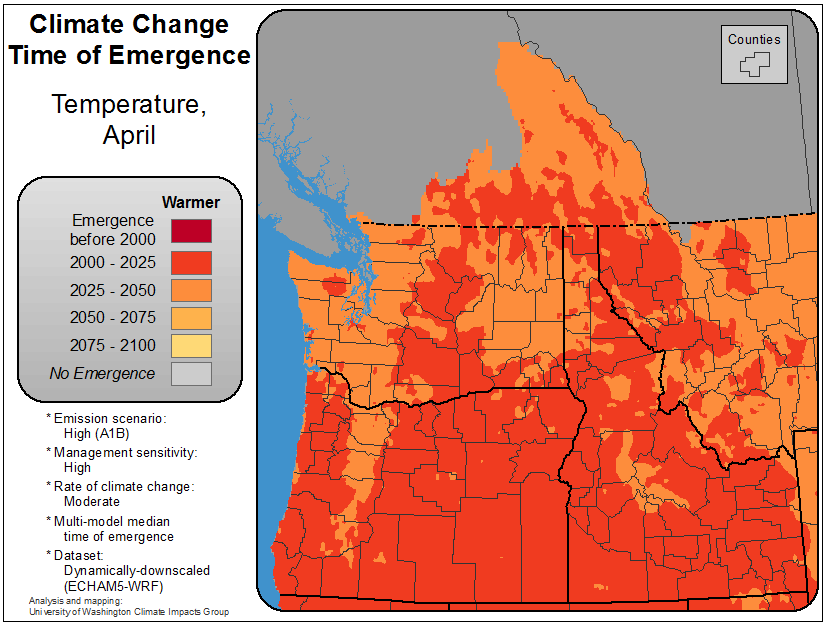 Climate Change
Time of Emergence
Temperature,
April
Warmer
Emergence
before 2000
2000 - 2025
2025 - 2050
2050 - 2075
2075 - 2100
No Emergence
* Emission scenario:
High (A1B)
* Management sensitivity:
High
* Rate of climate change:
Moderate
* Multi-model median
time of emergence
* Dataset:
Dynamically-downscaled
(ECHAM5-WRF)
Analysis and mapping:
University of Washington Climate Impacts Group
Counties